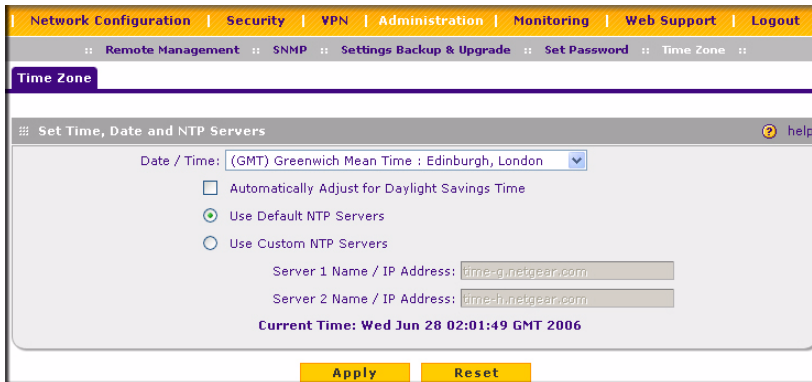 Network Configuration | Security | VPN | Administration | Monitoring | Web Support | Logout
:: Remote Management :: SNMP :: Settings Backup & Upgrade :: Set Password :: Time Zone ::
Time Zone
Set Time, Date and NTP Servers ? help
Date / Time: (GMT) Greenwich Mean Time : Edinburgh, London
Automatically Adjust for Daylight Savings Time
Use Default NTP Servers
Use Custom NTP Servers
Server 1 Name / IP Address: time-g.netgear.com
Server 2 Name / IP Address: time-h.netgear.com
Current Time: Wed Jun 28 02:01:49 GMT 2006
Apply Reset